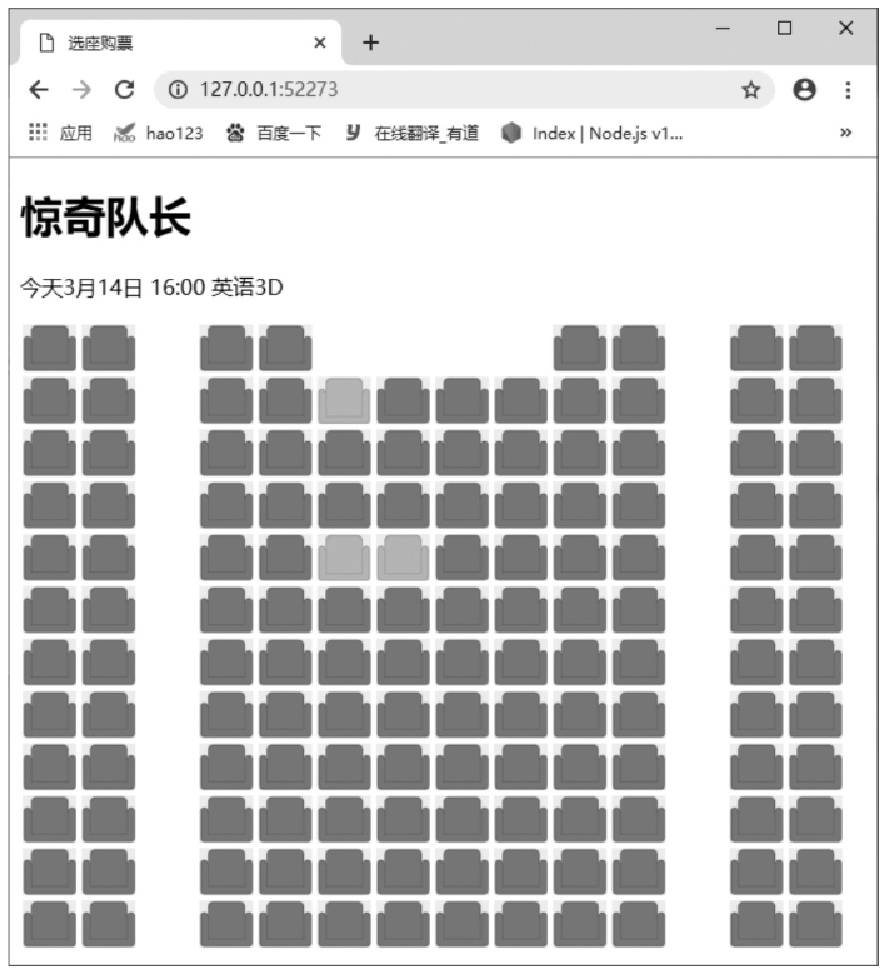 选座购票
127.0.0.1:52273
应用 hao123 百度一下 在线翻译_有道 Index | Node.js v1...
惊奇队长
今天3月14日 16:00 英语3D